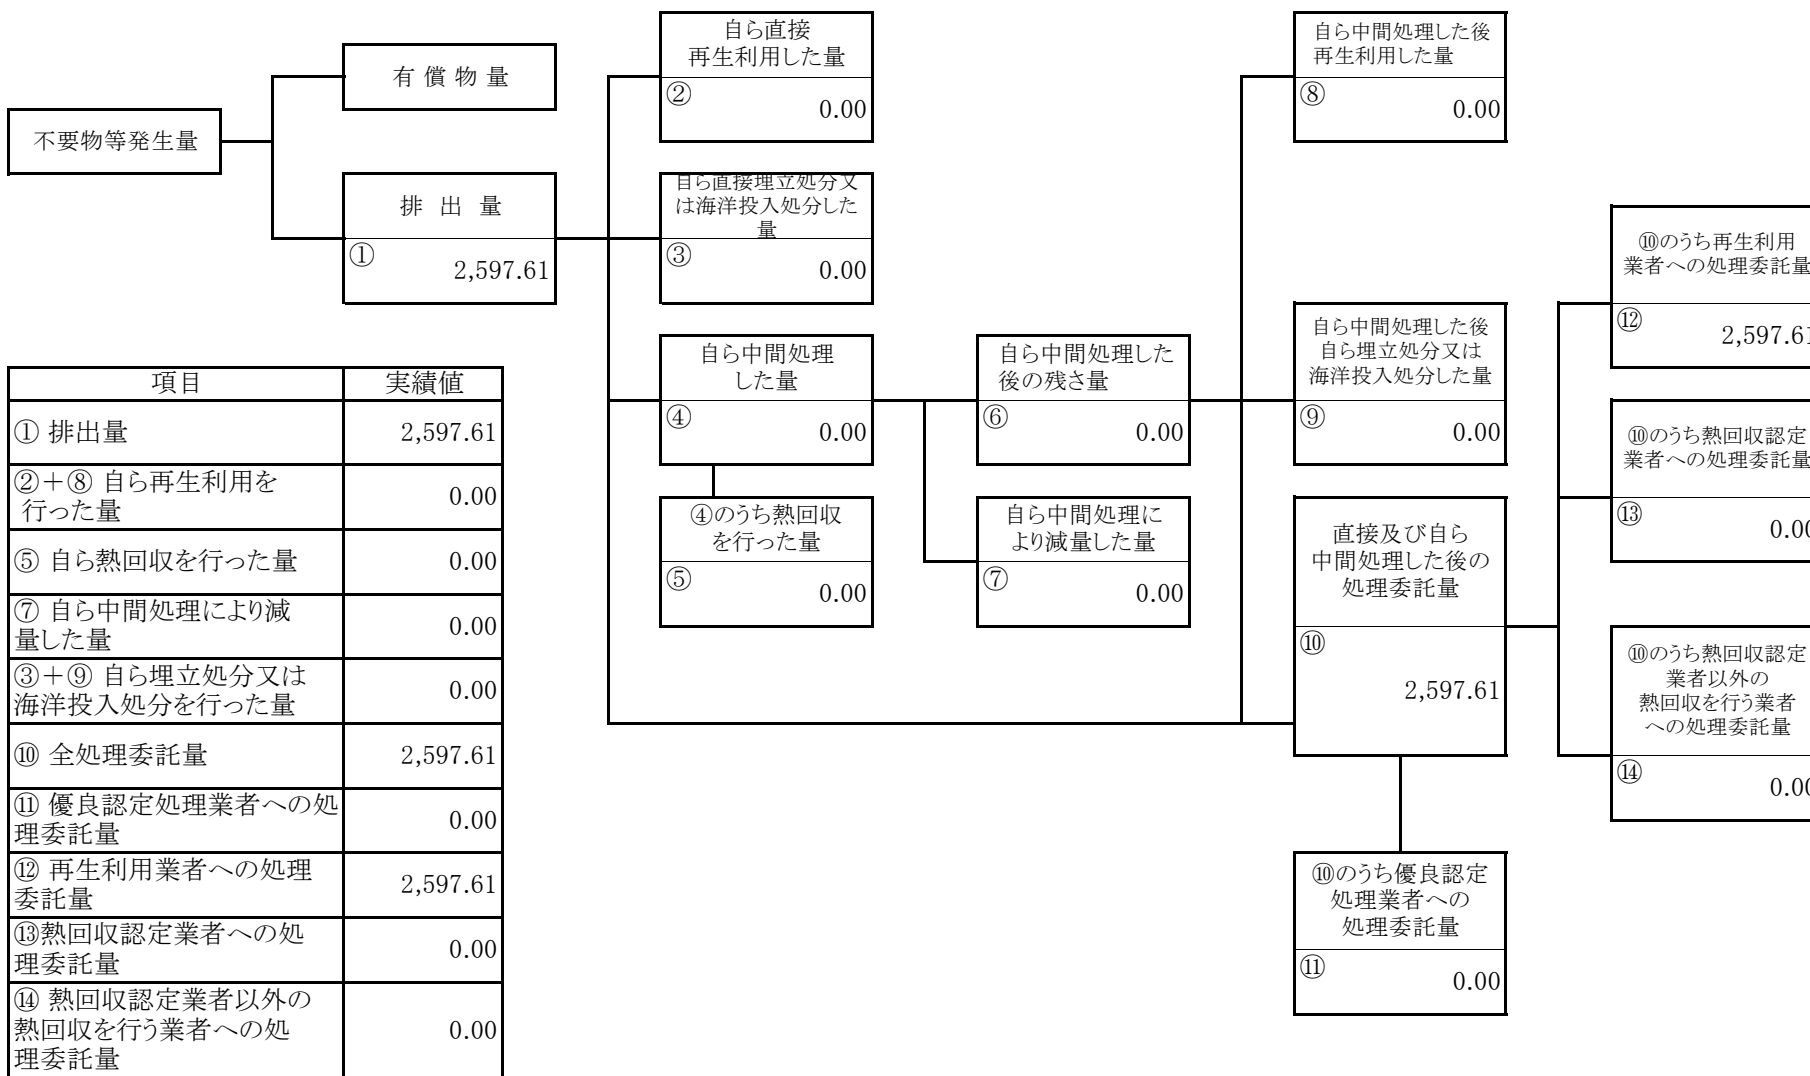 不要物等発生量
有 償 物 量
排 出 量
①
2,597.61
自ら直接
再生利用した量
②
0.00
自ら直接埋立処分又
は海洋投入処分した
量
③
0.00
自ら中間処理
した量
④
0.00
④のうち熱回収
を行った量
⑤
0.00
自ら中間処理した
後の残さ量
⑥
0.00
自ら中間処理に
より減量した量
⑦
0.00
自ら中間処理した後
再生利用した量
⑧
0.00
自ら中間処理した後
自ら埋立処分又は
海洋投入処分した量
⑨
0.00
直接及び自ら
中間処理した後の
処理委託量
⑩
2,597.61
⑩のうち優良認定
処理業者への
処理委託量
⑪
0.00
⑩のうち再生利用
業者への処理委託量
⑫
2,597.61
⑩のうち熱回収認定
業者への処理委託量
⑬
0.00
⑩のうち熱回収認定
業者以外の
熱回収を行う業者
への処理委託量
⑭
0.00
項目 実績値
① 排出量 2,597.61
②＋⑧ 自ら再生利用を
行った量 0.00
⑤ 自ら熱回収を行った量 0.00
⑦ 自ら中間処理により減
量した量 0.00
③＋⑨ 自ら埋立処分又は
海洋投入処分を行った量 0.00
⑩ 全処理委託量 2,597.61
⑪ 優良認定処理業者への処
理委託量 0.00
⑫ 再生利用業者への処理
委託量 2,597.61
⑬熱回収認定業者への処
理委託量 0.00
⑭ 熱回収認定業者以外の
熱回収を行う業者への処
理委託量 0.00